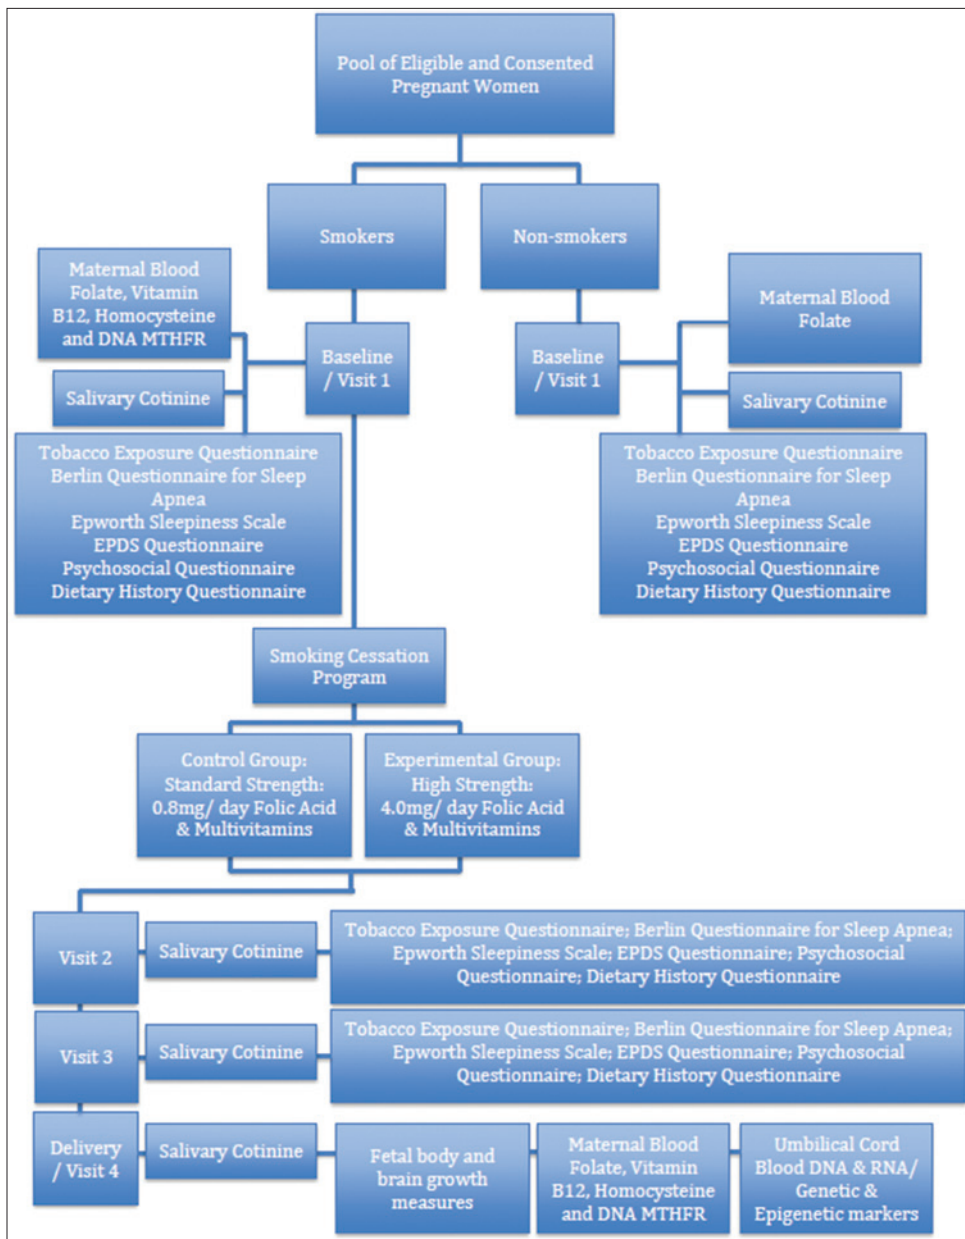 Pool of Eligible and Consented
Pregnant Women
Smokers
Non-smokers
Maternal Blood
Folate, Vitamin
B12, Homocysteine
and DNA MTHFR
Baseline
/ Visit 1
Salivary Cotinine
Tobacco Exposure Questionnaire
Berlin Questionnaire for Sleep
Apnea
Epworth Sleepiness Scale
EPDS Questionnaire
Psychosocial Questionnaire
Dietary History Questionnaire
Baseline
/ Visit 1
Maternal Blood
Folate
Salivary Cotinine
Tobacco Exposure Questionnaire
Berlin Questionnaire for Sleep
Apnea
Epworth Sleepiness Scale
EPDS Questionnaire
Psychosocial Questionnaire
Dietary History Questionnaire
Smoking Cessation
Program
Control Group:
Standard Strength:
0.8mg/ day Folic Acid
& Multivitamins
Experimental Group:
High Strength:
4.0mg/ day Folic Acid
& Multivitamins
Visit 2
Salivary Cotinine
Tobacco Exposure Questionnaire; Berlin Questionnaire for Sleep Apnea;
Epworth Sleepiness Scale; EPDS Questionnaire; Psychosocial
Questionnaire; Dietary History Questionnaire
Visit 3
Salivary Cotinine
Tobacco Exposure Questionnaire; Berlin Questionnaire for Sleep Apnea;
Epworth Sleepiness Scale; EPDS Questionnaire; Psychosocial
Questionnaire; Dietary History Questionnaire
Delivery
/ Visit 4
Salivary Cotinine
Fetal body and
brain growth
measures
Maternal Blood
Folate, Vitamin
B12, Homocysteine
and DNA MTHFR
Umbilical Cord
Blood DNA & RNA/
Genetic &
Epigenetic markers